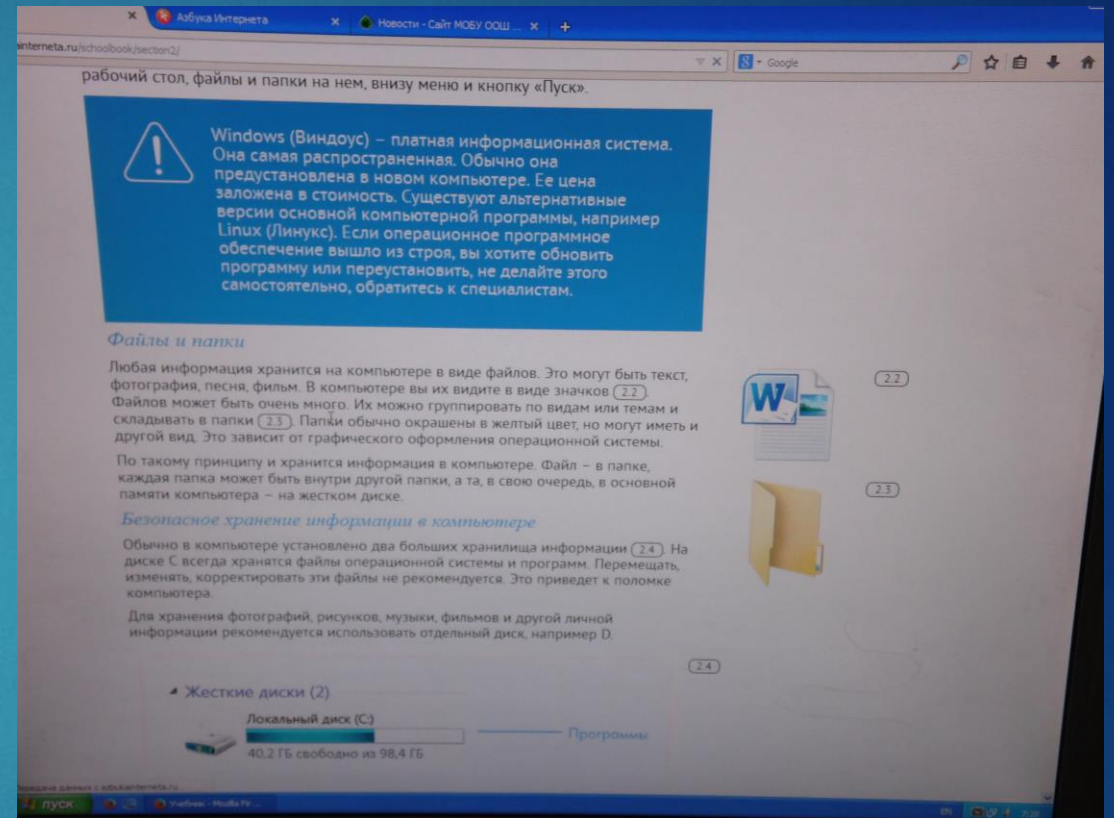 Азбука Интернета
Новости - Сайт МОБУ ООШ ...
ainterneta.ru/schoolbook/section2/
Google
рабочий стол, файлы и папки на нем, внизу меню и кнопку «Пуск».
Windows (Виндоус) – платная информационная система.
Она самая распространенная. Обычно она
предустановлена в новом компьютере. Ее цена
заложена в стоимость. Существуют альтернативные
версии основной компьютерной программы, например
Linux (Линукс). Если операционное программное
обеспечение вышло из строя, вы хотите обновить
программу или переустановить, не делайте этого
самостоятельно, обратитесь к специалистам.
Файлы и папки
Любая информация хранится на компьютере в виде файлов. Это могут быть текст,
фотография, песня, фильм. В компьютере вы их видите в виде значков 2.2.
Файлов может быть очень много. Их можно группировать по видам или темам и
складывать в папки 2.3. Папки обычно окрашены в желтый цвет, но могут иметь и
другой вид. Это зависит от графического оформления операционной системы.
W
2.2
По такому принципу и хранится информация в компьютере. Файл – в папке,
каждая папка может быть внутри другой папки, а та, в свою очередь, в основной
памяти компьютера – на жестком диске.
2.3
Безопасное хранение информации в компьютере
Обычно в компьютере установлено два больших хранилища информации 2.4. На
диске С всегда хранятся файлы операционной системы и программ. Перемещать,
изменять, корректировать эти файлы не рекомендуется. Это приведет к поломке
компьютера.
Для хранения фотографий, рисунков, музыки, фильмов и другой личной
информации рекомендуется использовать отдельный диск, например D.
2.4
Жесткие диски (2)
Локальный диск (C:)
Программы
40,2 ГБ свободно из 98,4 ГБ
Передача данных с azbukainterneta.ru...
пуск
Учебник - Mozilla Fir...
EN